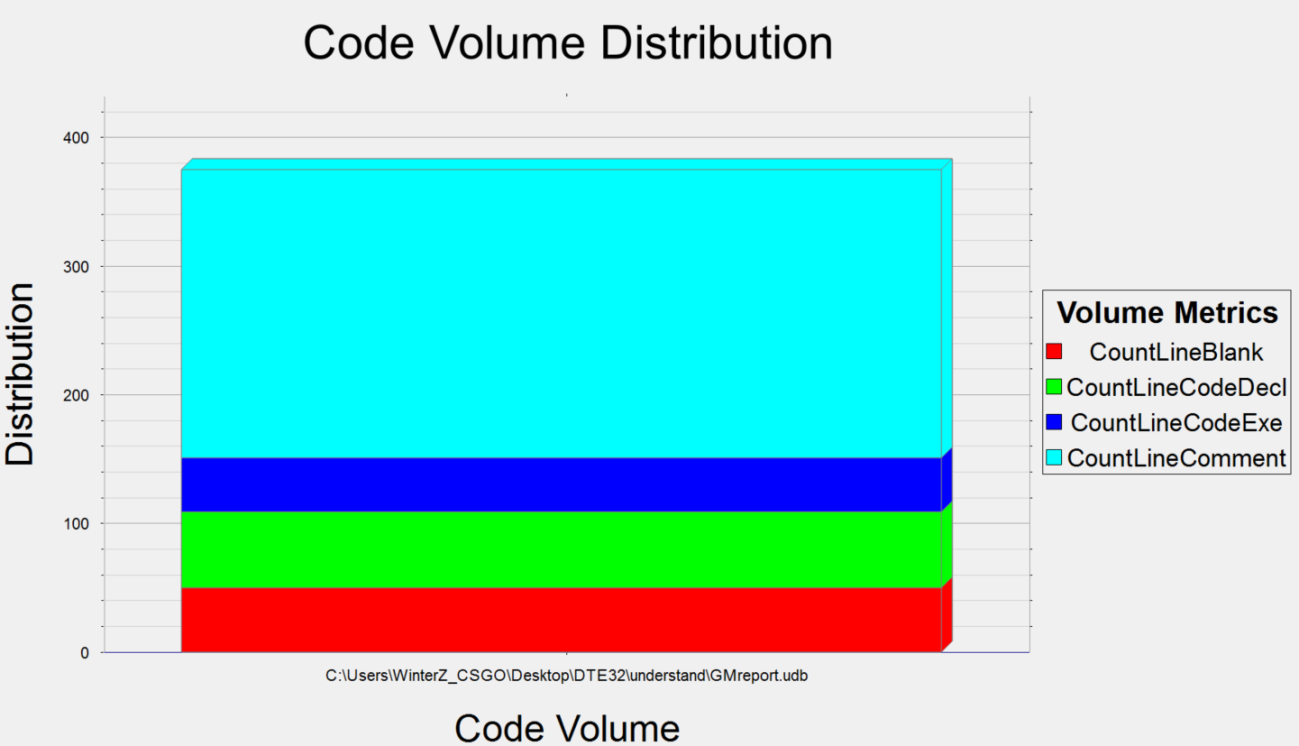 Code Volume Distribution
400
300
200
100
0
Distribution
C:\Users\WinterZ_CSGO\Desktop\DTE32\understand\GMreport.udb
Code Volume
Volume Metrics
CountLineBlank
CountLineCodeDecl
CountLineCodeExe
CountLineComment